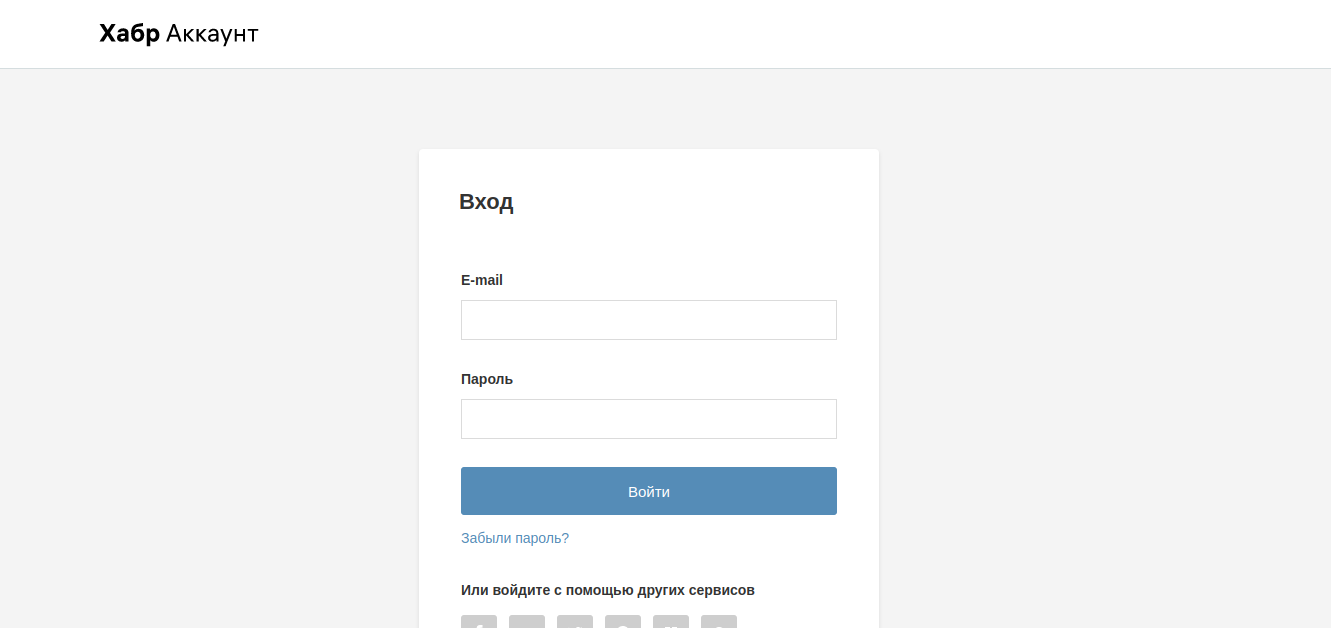 Хабр Аккаунт
Вход
E-mail
Пароль
Войти
Забыли пароль?
Или войдите с помощью других сервисов